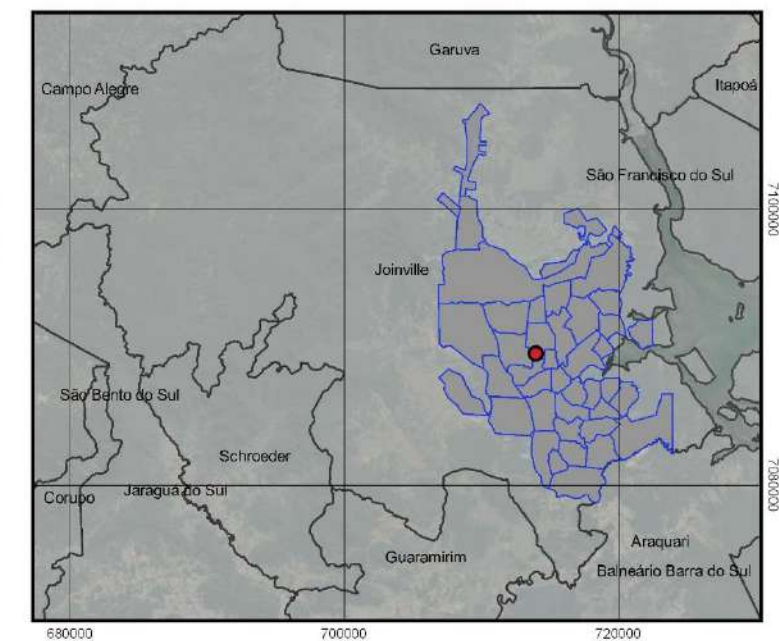 Garuva
Campo Alegre
Itapoá
São Francisco do Sul
7100000
Joinville
São Bento do Sul
Schroeder
Corupo
Jaraguá do Sul
7080000
Araquari
Guaramirim
Balneário Barra do Sul
680000
700000
720000